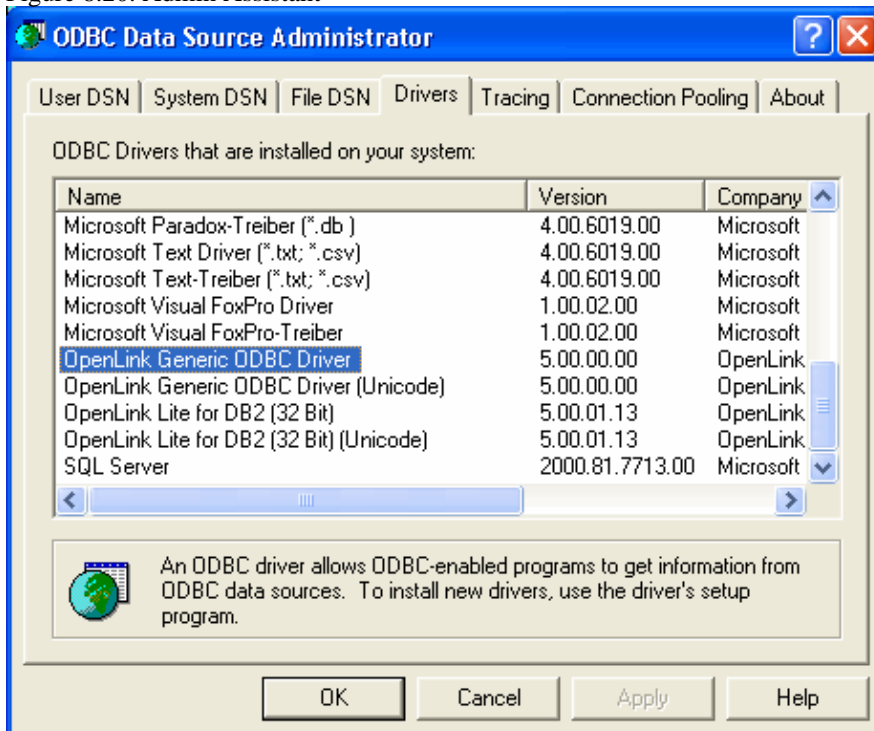 ODBC Data Source Administrator
User DSN System DSN File DSN Drivers Tracing Connection Pooling About
ODBC Drivers that are installed on your system:
Name Version Company
Microsoft Paradox-Treiber (*.db ) 4.00.6019.00 Microsoft
Microsoft Text Driver (*.txt; *.csv) 4.00.6019.00 Microsoft
Microsoft Text-Treiber (*.txt; *.csv) 4.00.6019.00 Microsoft
Microsoft Visual FoxPro Driver 1.00.02.00 Microsoft
Microsoft Visual FoxPro-Treiber 1.00.02.00 Microsoft
OpenLink Generic ODBC Driver 5.00.00.00 OpenLink
OpenLink Generic ODBC Driver (Unicode) 5.00.00.00 OpenLink
OpenLink Lite for DB2 (32 Bit) 5.00.01.13 OpenLink
OpenLink Lite for DB2 (32 Bit) (Unicode) 5.00.01.13 OpenLink
SQL Server 2000.81.7713.00 Microsoft
An ODBC driver allows ODBC-enabled programs to get information from
ODBC data sources. To install new drivers, use the driver's setup
program.
OK Cancel Apply Help